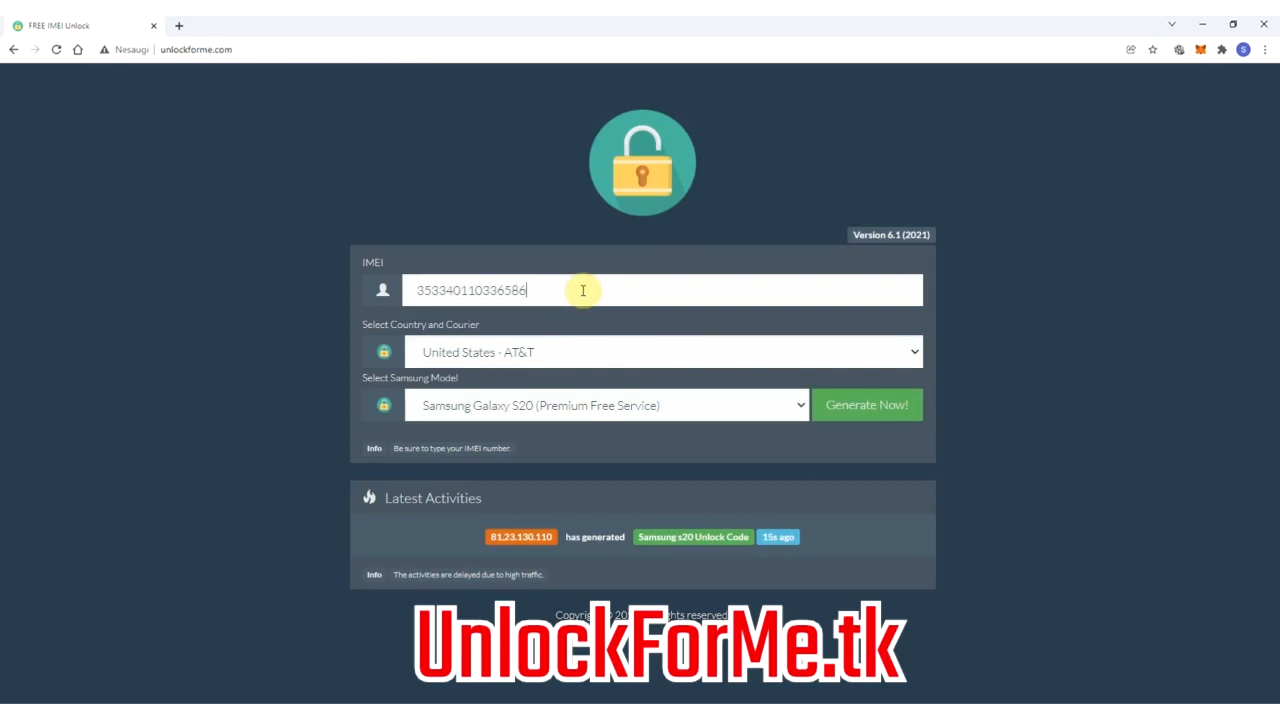 FREE IMEI Unlock
Nesaugi unlockforme.com
S
Version 6.1 (2021)
IMEI
353340110336586
Select Country and Courier
United States - AT&T
Select Samsung Model
Samsung Galaxy S20 (Premium Free Service)
Generate Now!
Info Be sure to type your IMEI number.
Latest Activities
81.23.130.110 has generated Samsung s20 Unlock Code 15s ago
Info The activities are delayed due to high traffic.
reserved
UnlockForMe.tk